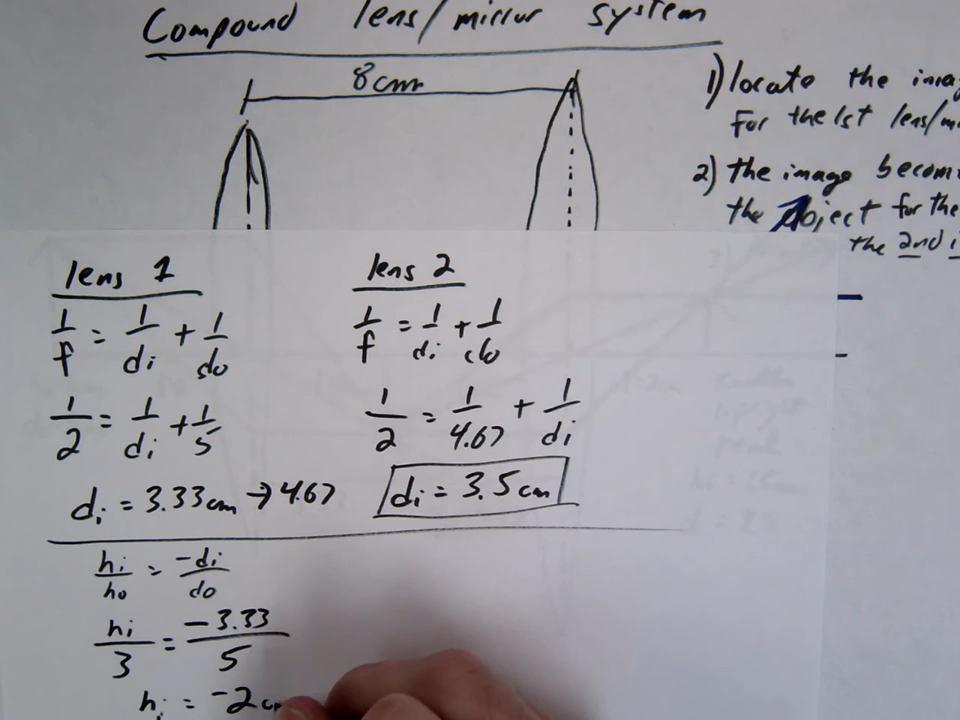 Compound lens/mirror system
8cm
1) locate the imag
for the 1st lens/m
2) the image becom
the object for the
the 2nd i
lens 1
1/f = 1/di + 1/do
1/2 = 1/di + 1/5
di = 3.33cm → 4.67
lens 2
1/f = 1/di + 1/do
1/2 = 1/4.67 + 1/di
di = 3.5cm
hi/ho = -di/do
hi/3 = -3.33/5
hi = -2cm